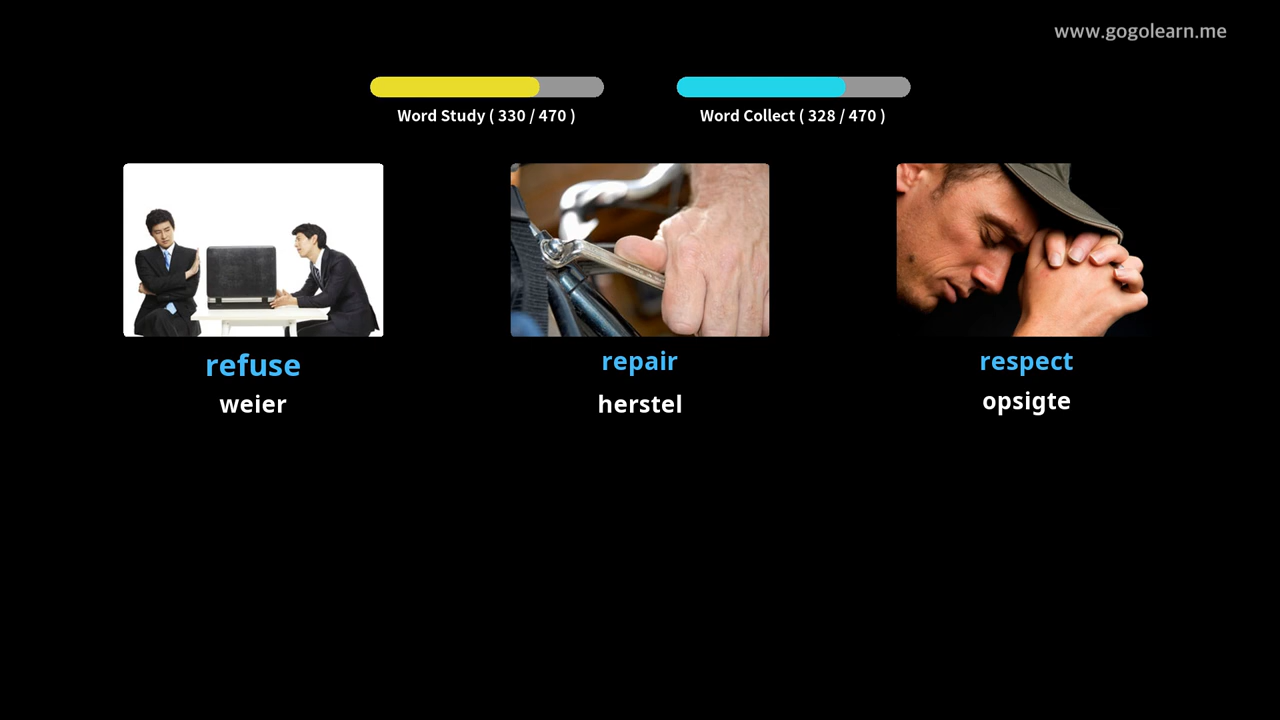 www.gogolearn.me
Word Study ( 330 / 470 )
Word Collect ( 328 / 470 )
refuse
weier
repair
herstel
respect
opsigte